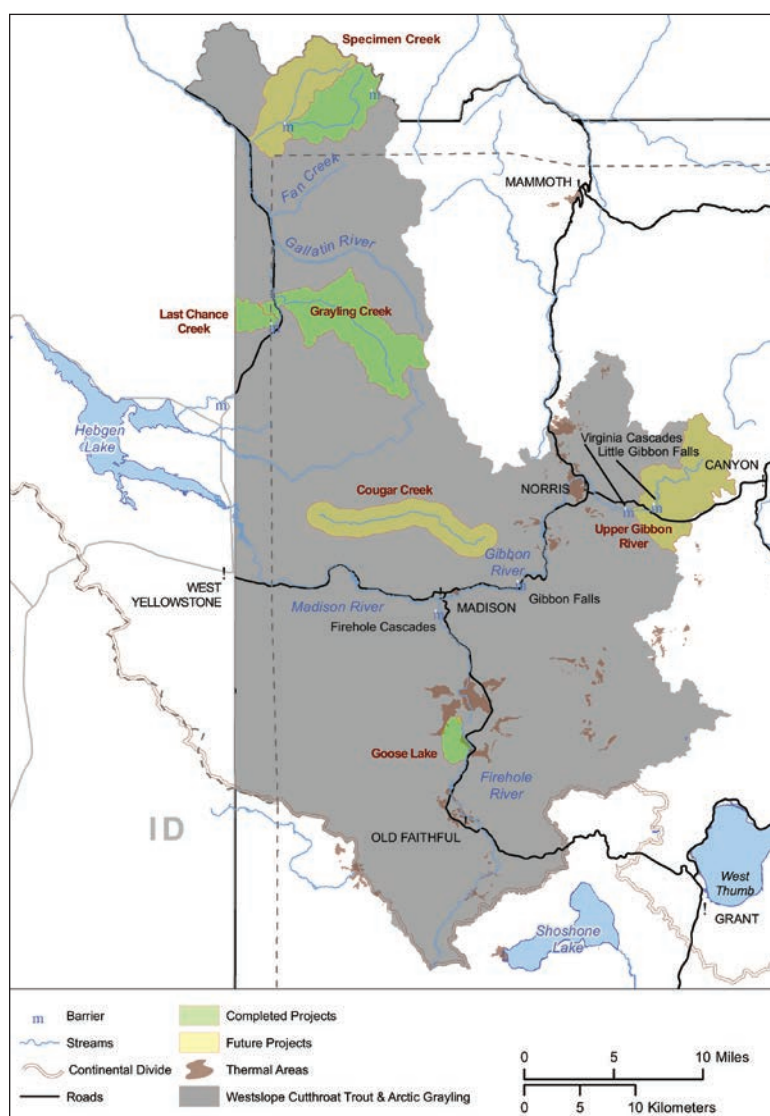 Specimen Creek
m
m
Fan Creek
MAMMOTH
Gallatin River
Last Chance
Creek
Grayling Creek
m
Hebgen
Lake
Virginia Cascades
Little Gibbon Falls
CANYON
NORRIS
m
m
Cougar Creek
Upper Gibbon
River
Gibbon
River
WEST
YELLOWSTONE
Madison River
MADISON
m
Gibbon Falls
m
Firehole Cascades
Goose Lake
Firehole
River
ID
OLD FAITHFUL
West
Thumb
GRANT
Shoshone
Lake
m Barrier
Completed Projects
Streams
Future Projects
Continental Divide
Thermal Areas
Roads
Westslope Cutthroat Trout & Arctic Grayling
0 5 10 Miles
0 5 10 Kilometers